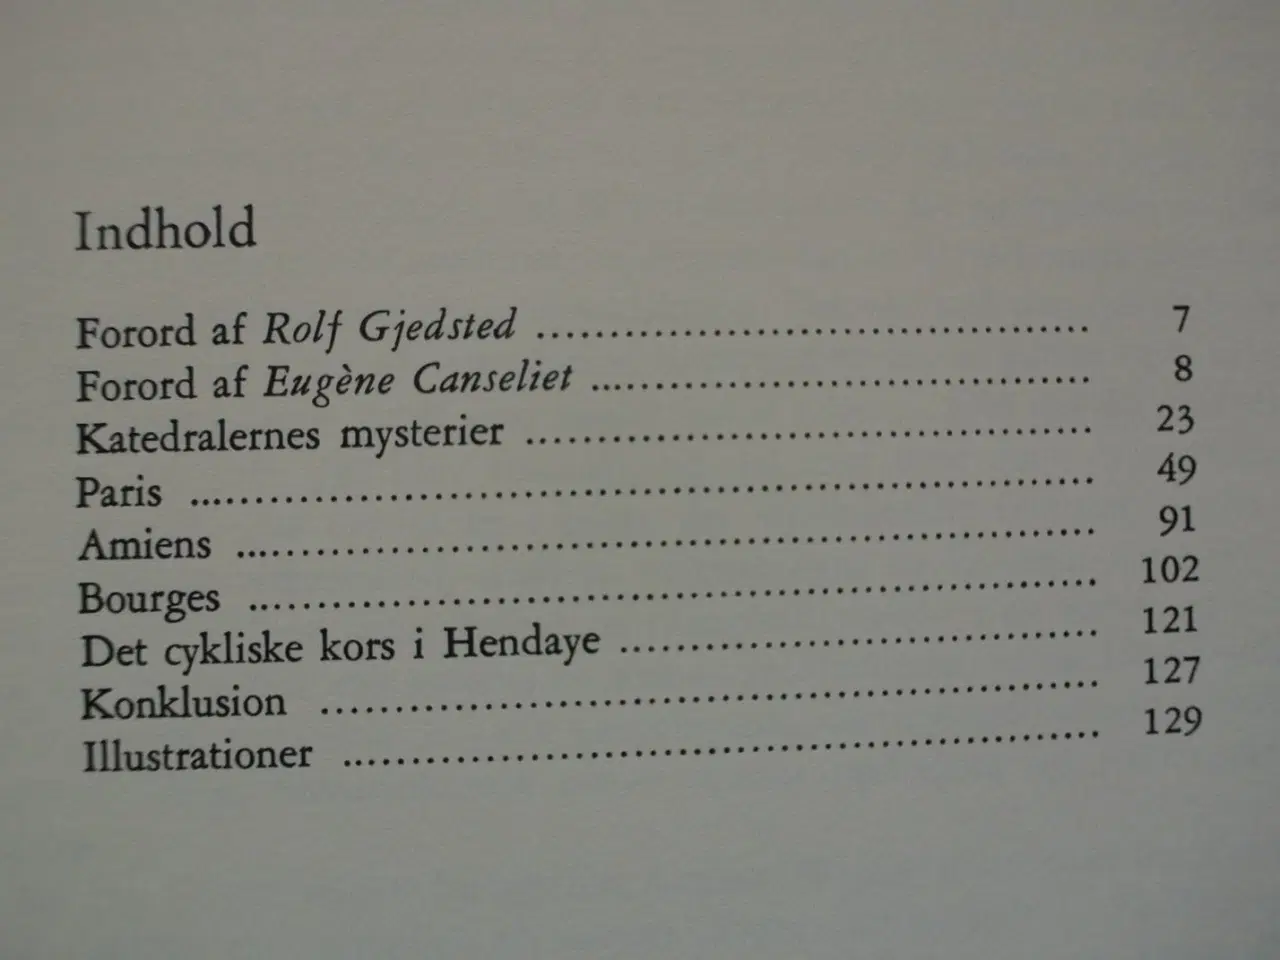 Indhold
Forord af Rolf Gjedsted ........................................ 7
Forord af Eugène Canseliet .................................... 8
Katedralernes mysterier ........................................ 23
Paris ................................................................ 49
Amiens ............................................................. 91
Bourges ............................................................ 102
Det cykliske kors i Hendaye .................................. 121
Konklusion ........................................................ 127
Illustrationer ...................................................... 129